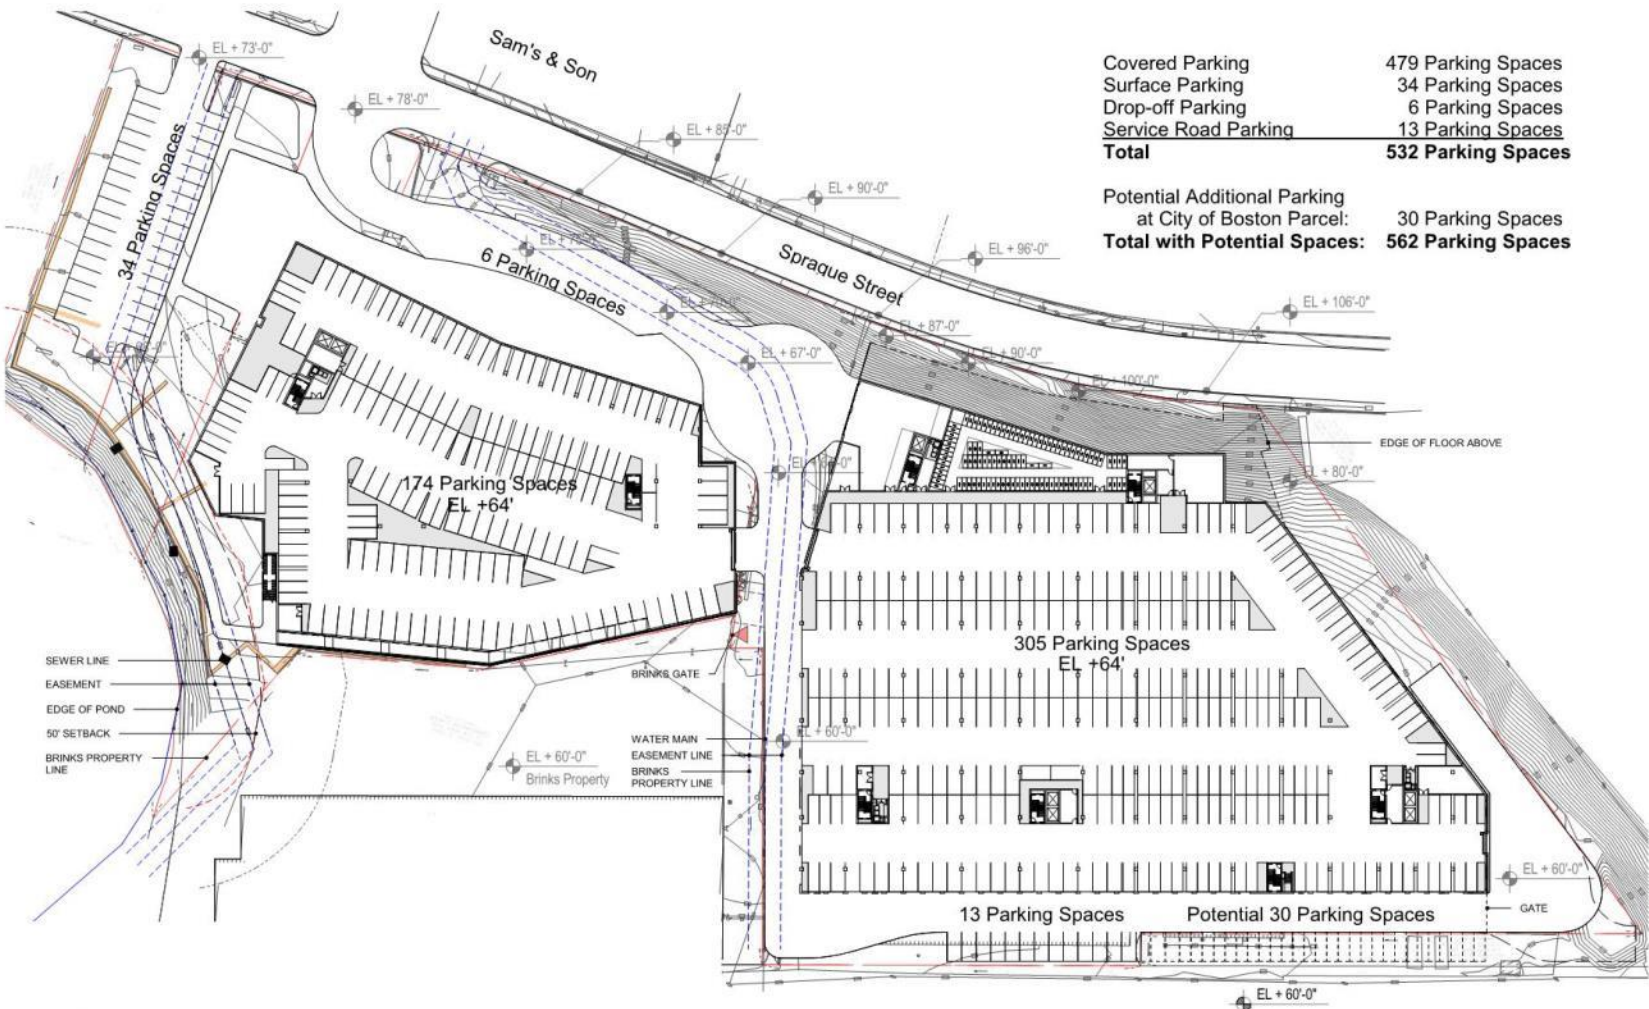 EL + 73'-0"
Sam's & Son
Covered Parking 479 Parking Spaces
Surface Parking 34 Parking Spaces
Drop-off Parking 6 Parking Spaces
Service Road Parking 13 Parking Spaces
Total 532 Parking Spaces
Potential Additional Parking
at City of Boston Parcel: 30 Parking Spaces
Total with Potential Spaces: 562 Parking Spaces
EL + 78'-0"
EL + 85'-0"
34 Parking Spaces
EL + 90'-0"
6 Parking Spaces
Sprague Street
EL + 96'-0"
EL + 106'-0"
EL + 87'-0"
EL + 67'-0"
EL + 90'-0"
EL + 100'-0"
EDGE OF FLOOR ABOVE
EL + 80'-0"
174 Parking Spaces
EL +64'
305 Parking Spaces
EL +64'
SEWER LINE
EASEMENT
EDGE OF POND
50' SETBACK
BRINKS PROPERTY
LINE
BRINKS GATE
WATER MAIN
EASEMENT LINE
BRINKS
PROPERTY LINE
EL + 60'-0"
EL + 60'-0"
Brinks Property
EL + 60'-0"
GATE
13 Parking Spaces
Potential 30 Parking Spaces
EL + 60'-0"